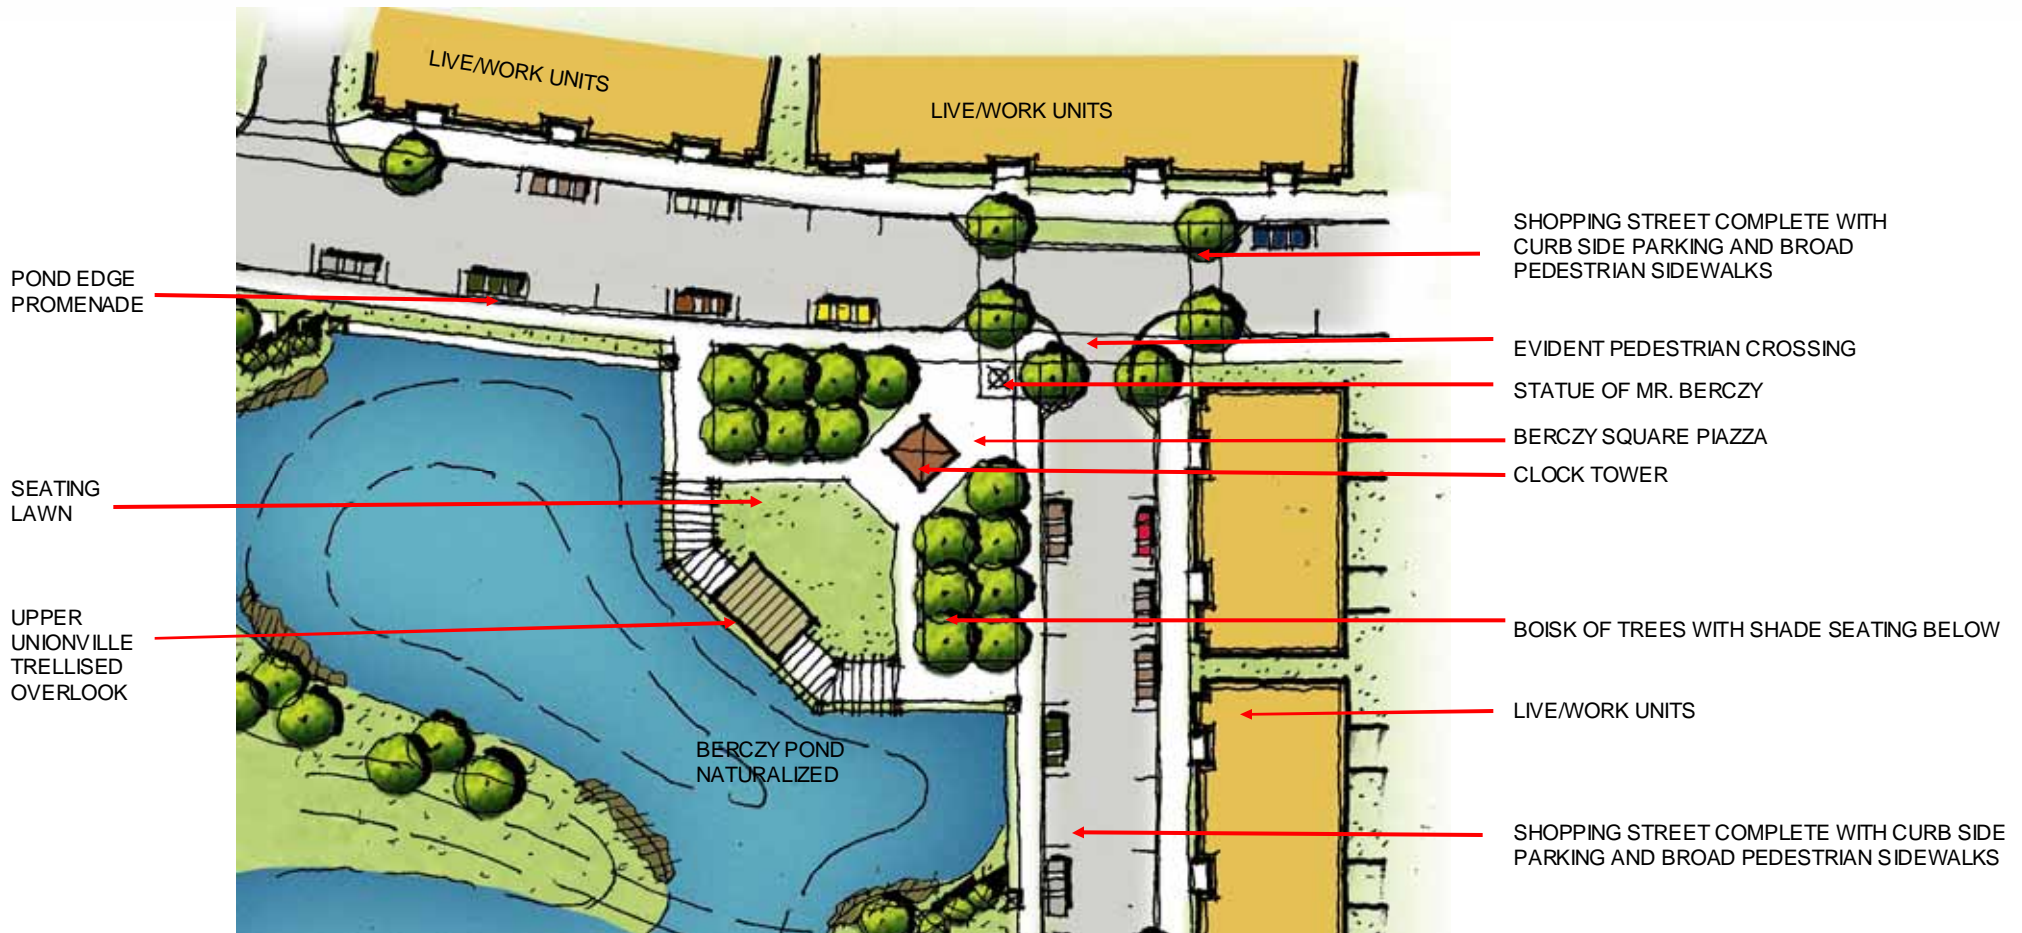 LIVE/WORK UNITS
LIVE/WORK UNITS
POND EDGE
PROMENADE
SEATING
LAWN
UPPER
UNIONVILLE
TRELLISED
OVERLOOK
BERCZY POND
NATURALIZED
SHOPPING STREET COMPLETE WITH
CURB SIDE PARKING AND BROAD
PEDESTRIAN SIDEWALKS
EVIDENT PEDESTRIAN CROSSING
STATUE OF MR. BERCZY
BERCZY SQUARE PIAZZA
CLOCK TOWER
BOISK OF TREES WITH SHADE SEATING BELOW
LIVE/WORK UNITS
SHOPPING STREET COMPLETE WITH CURB SIDE
PARKING AND BROAD PEDESTRIAN SIDEWALKS